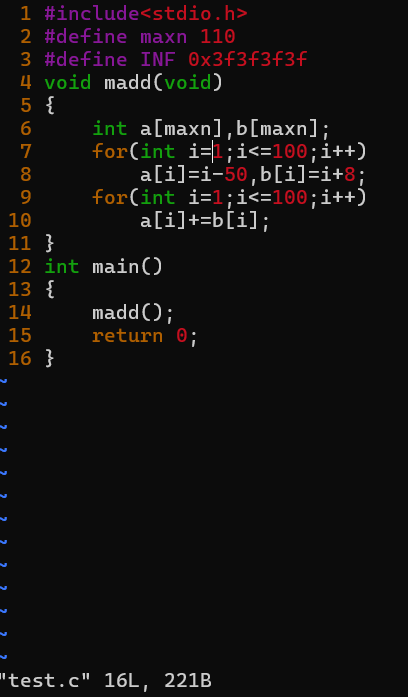 1 #include<stdio.h>
2 #define maxn 110
3 #define INF 0x3f3f3f3f
4 void madd(void)
5 {
6     int a[maxn],b[maxn];
7     for(int i=1;i<=100;i++)
8         a[i]=i-50,b[i]=i+8;
9     for(int i=1;i<=100;i++)
10         a[i]+=b[i];
11 }
12 int main()
13 {
14     madd();
15     return 0;
16 }
~
~
~
~
~
~
~
~
~
~
~
~
~
"test.c" 16L, 221B